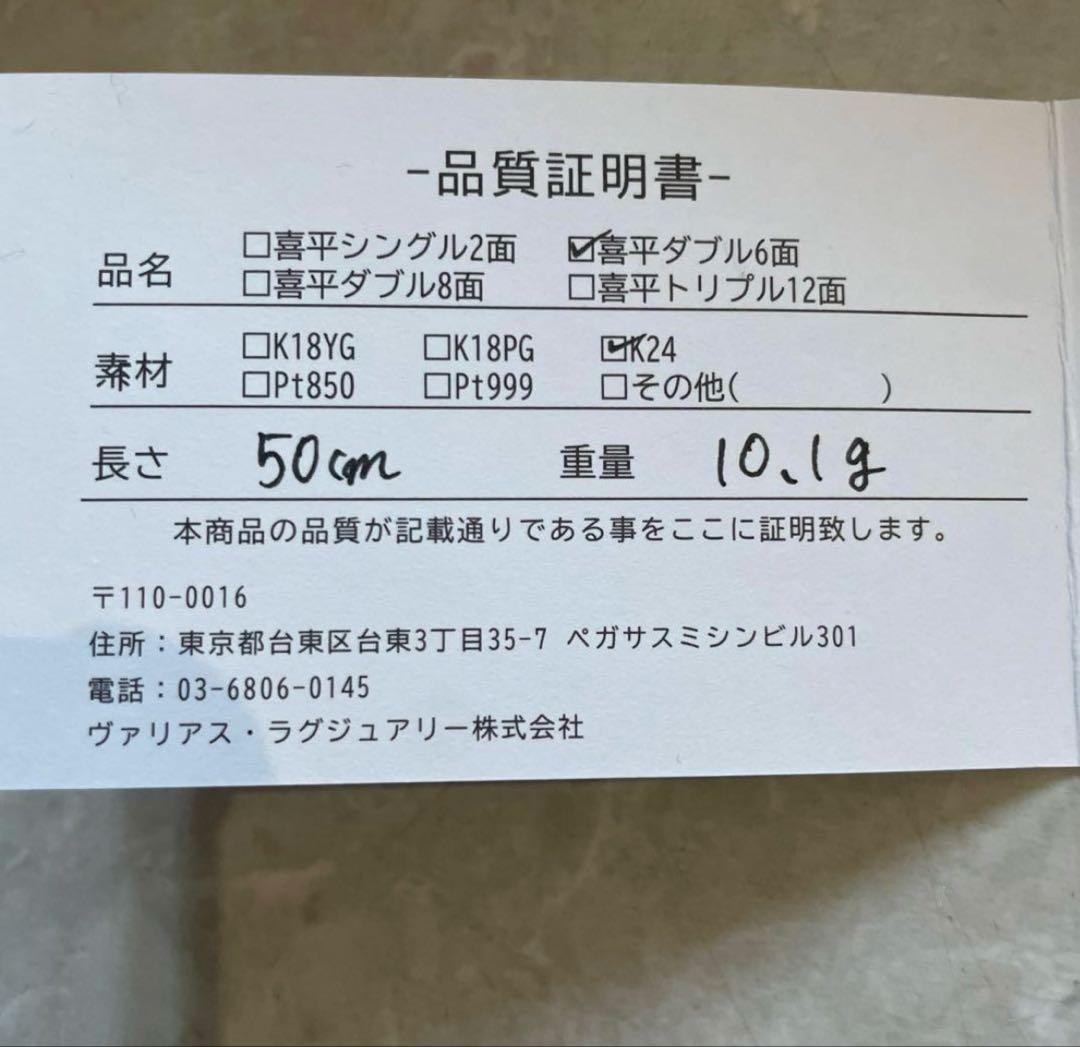 -品質証明書-
品名 □喜平シングル2面 ☑喜平ダブル6面
□喜平ダブル8面 □喜平トリプル12面
素材 □K18YG □K18PG ☑K24
□Pt850 □Pt999 □その他( )
長さ 50cm 重量 10.1g
本商品の品質が記載通りである事をここに証明致します。
〒110-0016
住所：東京都台東区台東3丁目35-7 ペガサスミシンビル301
電話：03-6806-0145
ヴァリアス・ラグジュアリー株式会社